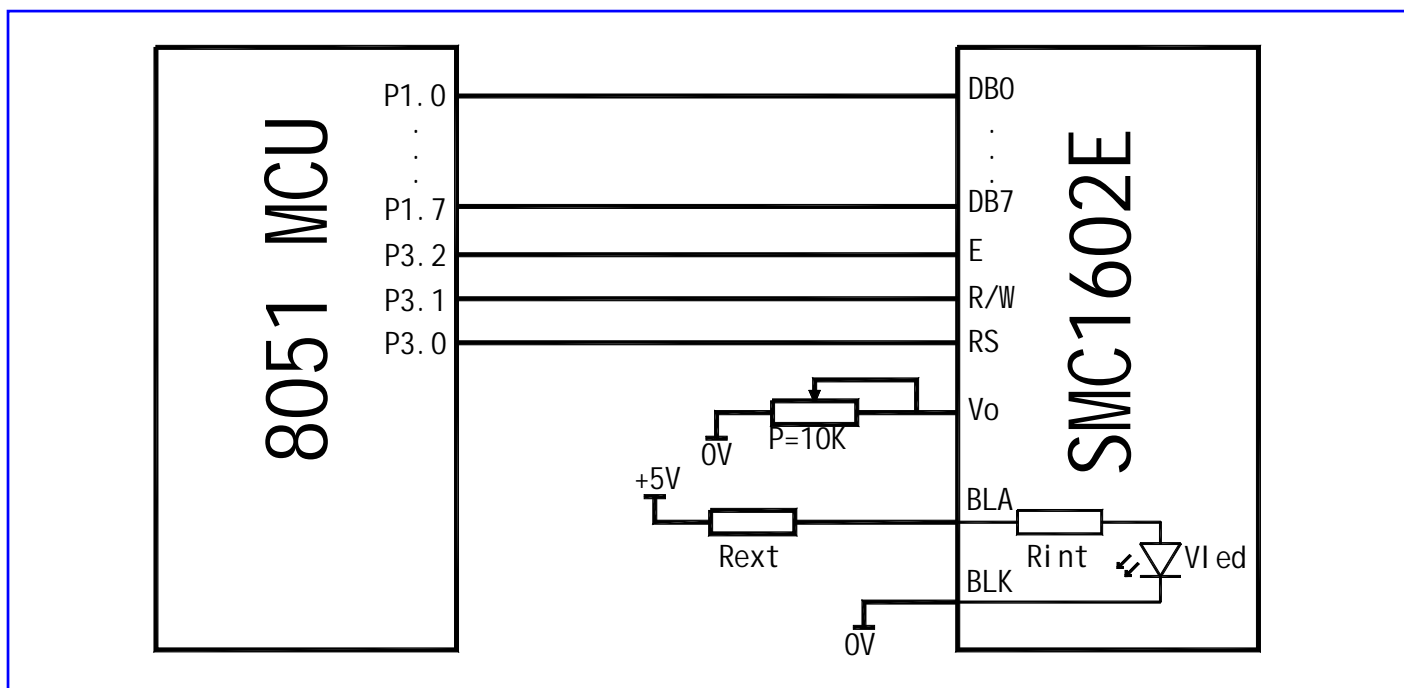 8051 MCU
P1.0
.
.
.
P1.7
P3.2
P3.1
P3.0
DB0
.
.
.
DB7
E
R/W
RS
Vo
BLA
BLK
SMC1602E
0V
P=10K
+5V
Rext
Rint
Vled
0V